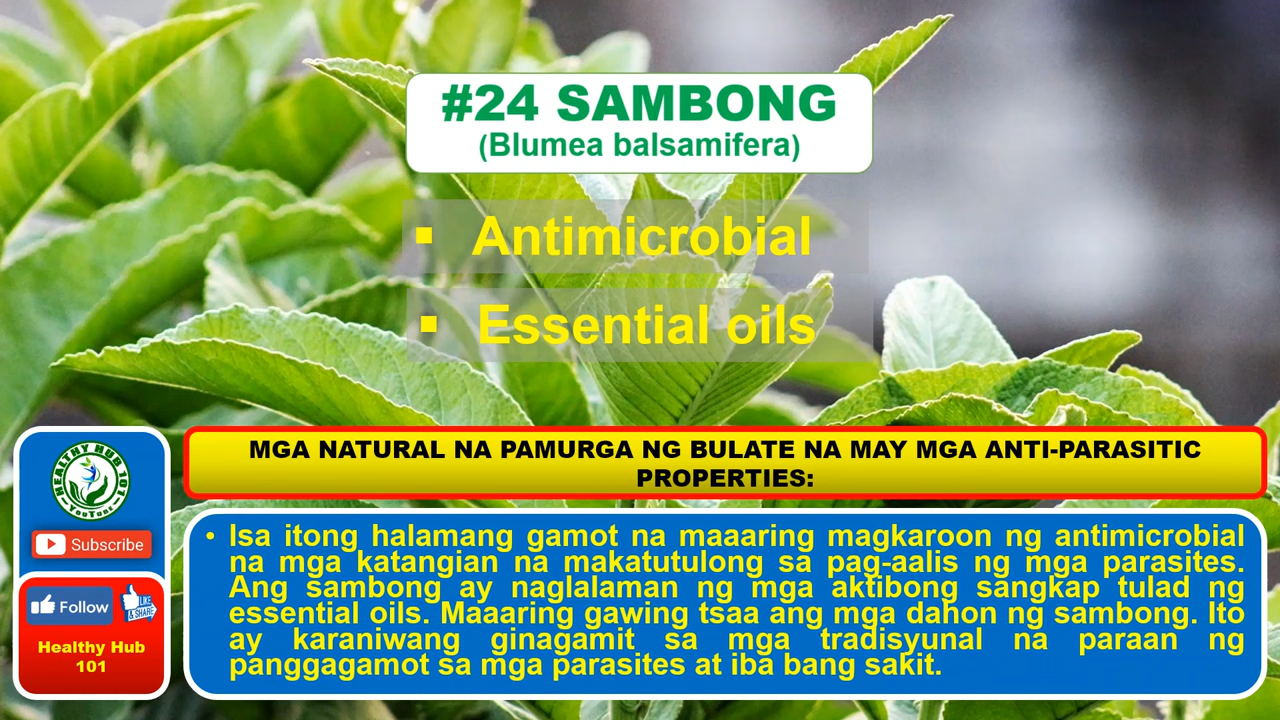 #24 SAMBONG
(Blumea balsamifera)
▪ Antimicrobial
▪ Essential oils
MGA NATURAL NA PAMURGA NG BULATE NA MAY MGA ANTI-PARASITIC
PROPERTIES:
• Isa itong halamang gamot na maaaring magkaroon ng antimicrobial
na mga katangian na makatutulong sa pag-aalis ng mga parasites.
Ang sambong ay naglalaman ng mga aktibong sangkap tulad ng
essential oils. Maaaring gawing tsaa ang mga dahon ng sambong. Ito
ay karaniwang ginagamit sa mga tradisyunal na paraan ng
panggagamot sa mga parasites at iba bang sakit.
HEALTHY HUB 101
YouTube
Subscribe
Follow
LIKE
& SHARE
Healthy Hub
101